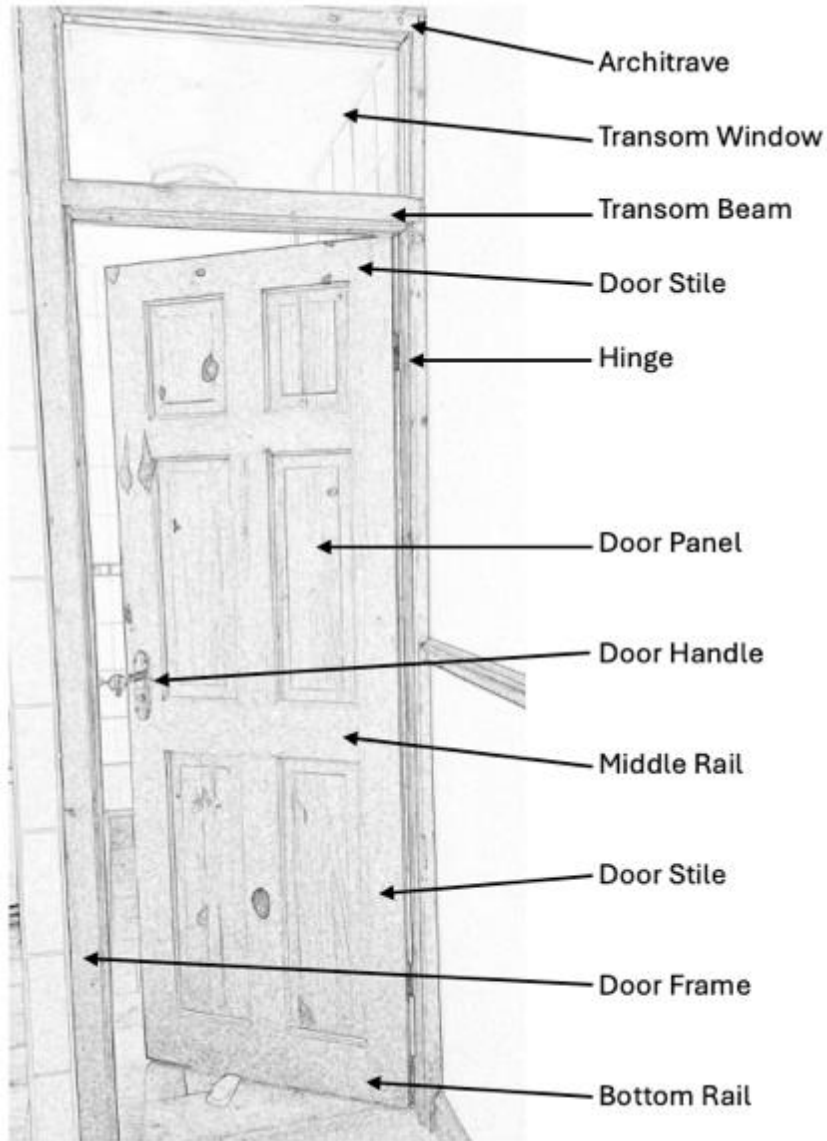 Architrave
Transom Window
Transom Beam
Door Stile
Hinge
Door Panel
Door Handle
Middle Rail
Door Stile
Door Frame
Bottom Rail